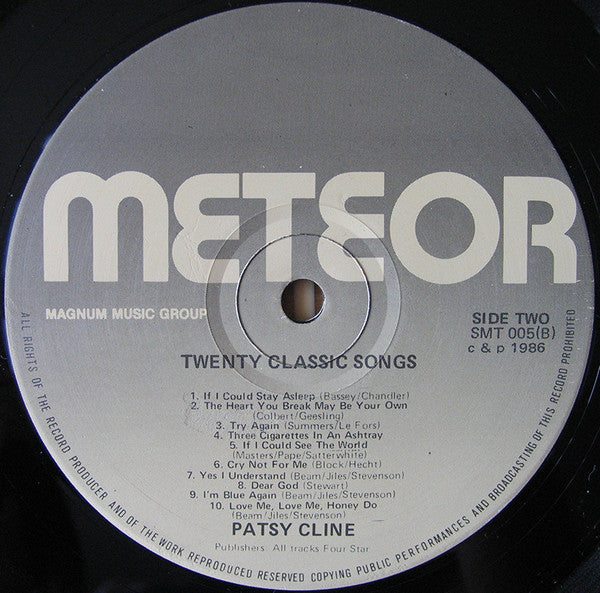 METEOR
MAGNUM MUSIC GROUP
SIDE TWO
SMT 005(B)
c & p 1986
TWENTY CLASSIC SONGS
1. If I Could Stay Asleep (Bassey/Chandler)
2. The Heart You Break May Be Your Own
(Colbert/Geesling)
3. Try Again (Summers/Le Fors)
4. Three Cigarettes In An Ashtray
5. If I Could See The World
(Masters/Pape/Satterwhite)
6. Cry Not For Me (Block/Hecht)
7. Yes I Understand (Beam/Jiles/Stevenson)
8. Dear God (Stewart)
9. I'm Blue Again (Beam/Jiles/Stevenson)
10. Love Me, Love Me, Honey Do
(Beam/Jiles/Stevenson)
PATSY CLINE
Publishers: All tracks Four Star
ALL RIGHTS OF THE RECORD PRODUCER AND OF THE WORK REPRODUCED RESERVED COPYING PUBLIC PERFORMANCES AND BROADCASTING OF THIS RECORD PROHIBITED